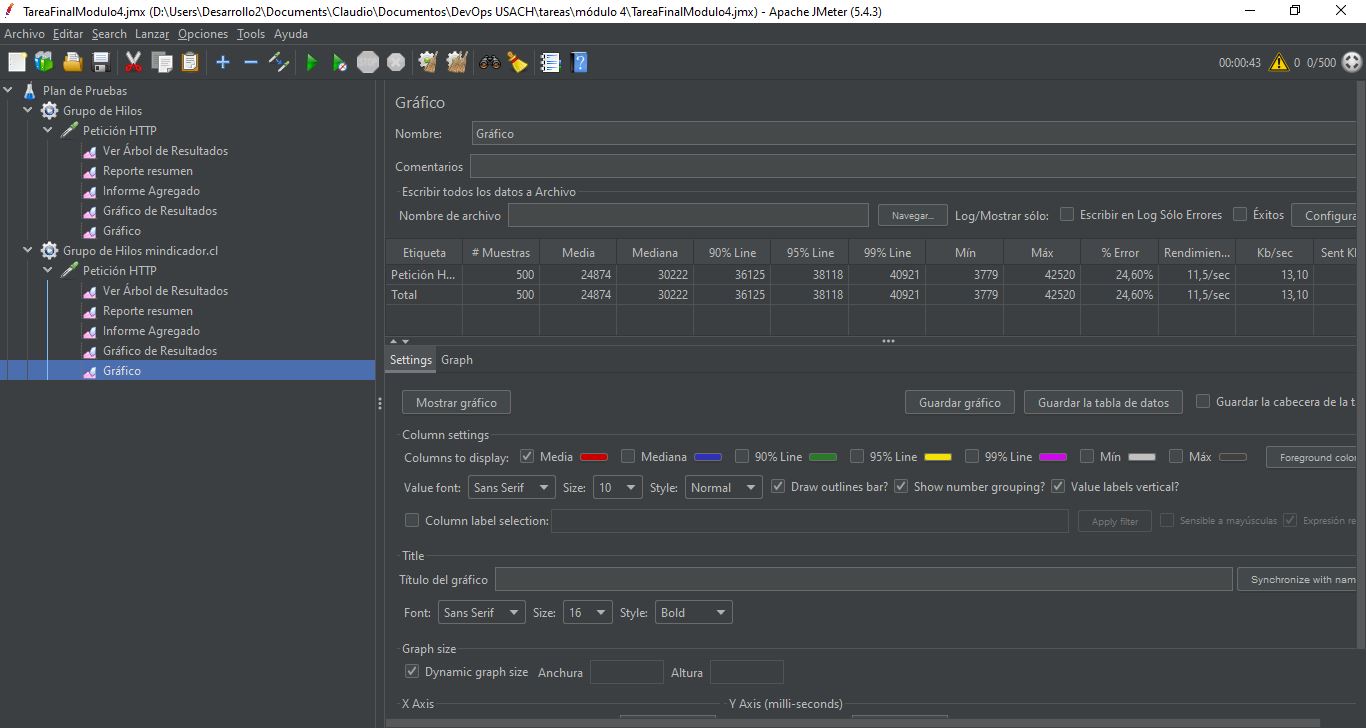 TareaFinalModulo4.jmx (D:\Users\Desarrollo2\Documents\Claudio\Documentos\DevOps USACH\tareas\módulo 4\TareaFinalModulo4.jmx) - Apache JMeter (5.4.3)
Archivo Editar Search Lanzar Opciones Tools Ayuda
STOP 00:00:43 0 0/500
Plan de Pruebas
Grupo de Hilos
Petición HTTP
Ver Árbol de Resultados
Reporte resumen
Informe Agregado
Gráfico de Resultados
Gráfico
Grupo de Hilos mindicador.cl
Petición HTTP
Ver Árbol de Resultados
Reporte resumen
Informe Agregado
Gráfico de Resultados
Gráfico
Gráfico
Nombre: Gráfico
Comentarios
Escribir todos los datos a Archivo
Nombre de archivo Navegar... Log/Mostrar sólo: Escribir en Log Sólo Errores Éxitos Configura
Etiqueta # Muestras Media Mediana 90% Line 95% Line 99% Line Mín Máx % Error Rendimien... Kb/sec Sent K
Petición H... 500 24874 30222 36125 38118 40921 3779 42520 24,60% 11,5/sec 13,10
Total 500 24874 30222 36125 38118 40921 3779 42520 24,60% 11,5/sec 13,10
Settings Graph
Mostrar gráfico Guardar gráfico Guardar la tabla de datos Guardar la cabecera de la t
Column settings
Columns to display: Media Mediana 90% Line 95% Line 99% Line Mín Máx Foreground color
Value font: Sans Serif Size: 10 Style: Normal Draw outlines bar? Show number grouping? Value labels vertical?
Column label selection: Apply filter Sensible a mayúsculas Expresión re
Title
Título del gráfico Synchronize with nam
Font: Sans Serif Size: 16 Style: Bold
Graph size
Dynamic graph size Anchura Altura
X Axis Y Axis (milli-seconds)